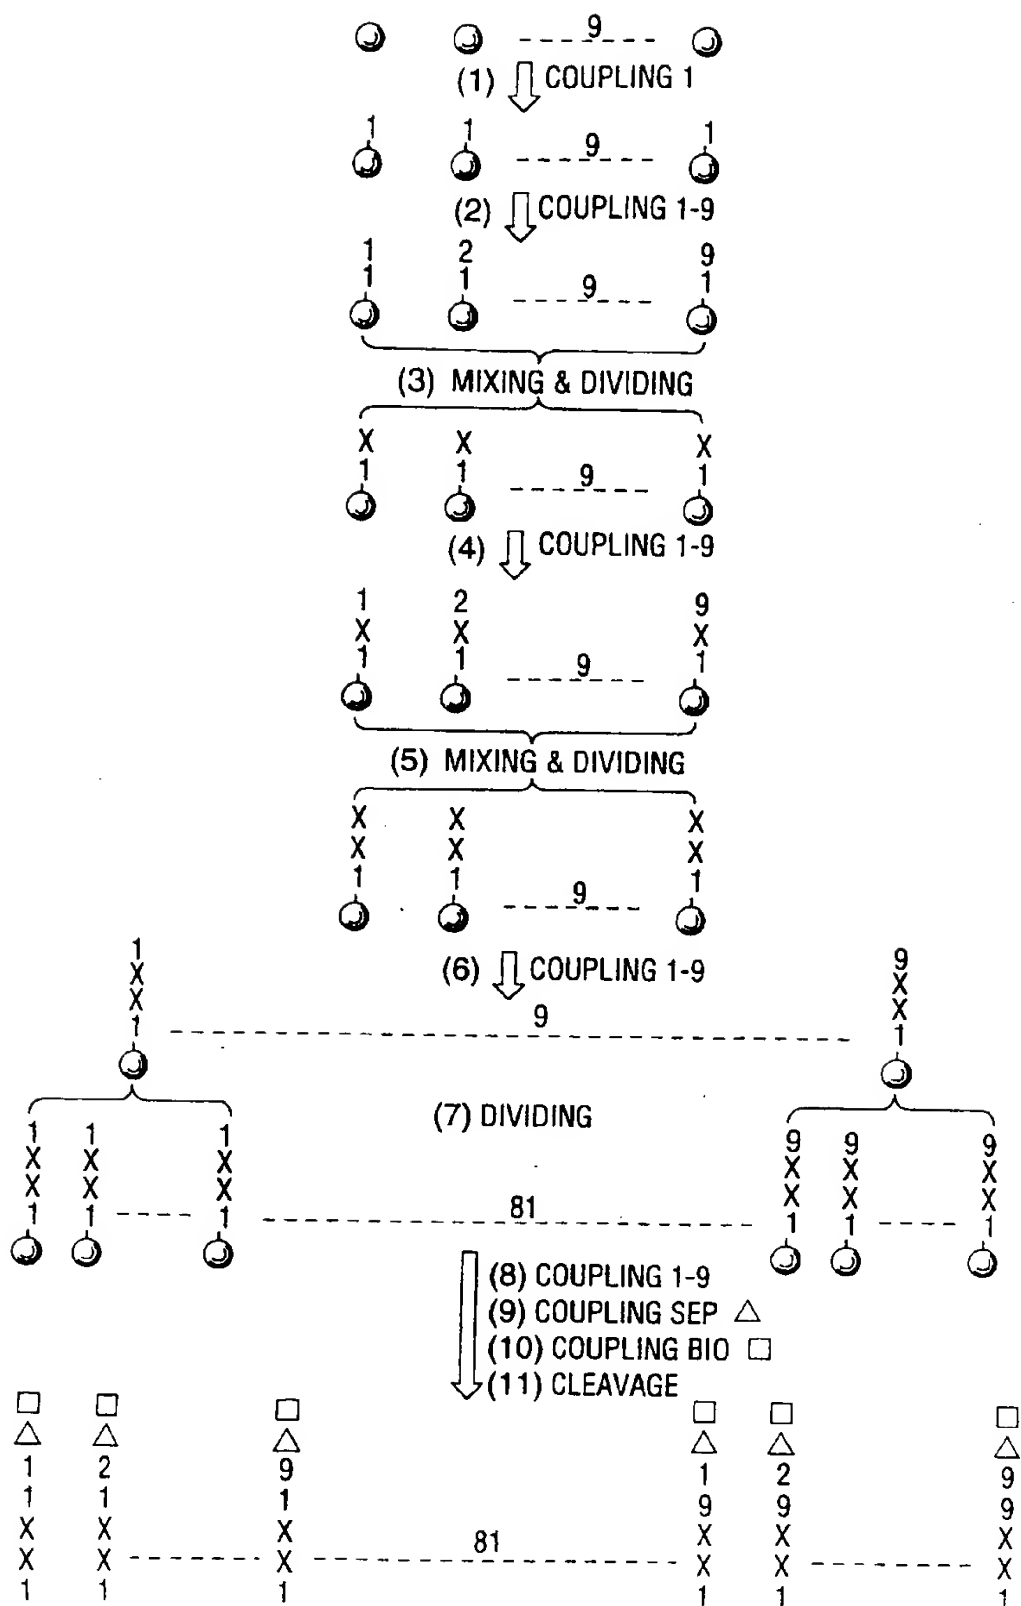 9
(1) COUPLING 1
1 1 1
9
(2) COUPLING 1-9
1 2 9
1 1 1
9
(3) MIXING & DIVIDING
X X X
1 1 1
9
(4) COUPLING 1-9
1 2 9
X X X
1 1 1
9
(5) MIXING & DIVIDING
X X X
X X X
1 1 1
9
(6) COUPLING 1-9
1 9
X X
X X
1 1
9
(7) DIVIDING
1 1 1 9 9 9
X X X X X X
X X X X X X
1 1 1 1 1 1
81
(8) COUPLING 1-9
(9) COUPLING SEP △
(10) COUPLING BIO □
(11) CLEAVAGE
1 2 9 1 2 9
1 1 1 9 9 9
X X X X X X
X X X X X X
81
1 1 1 1 1 1